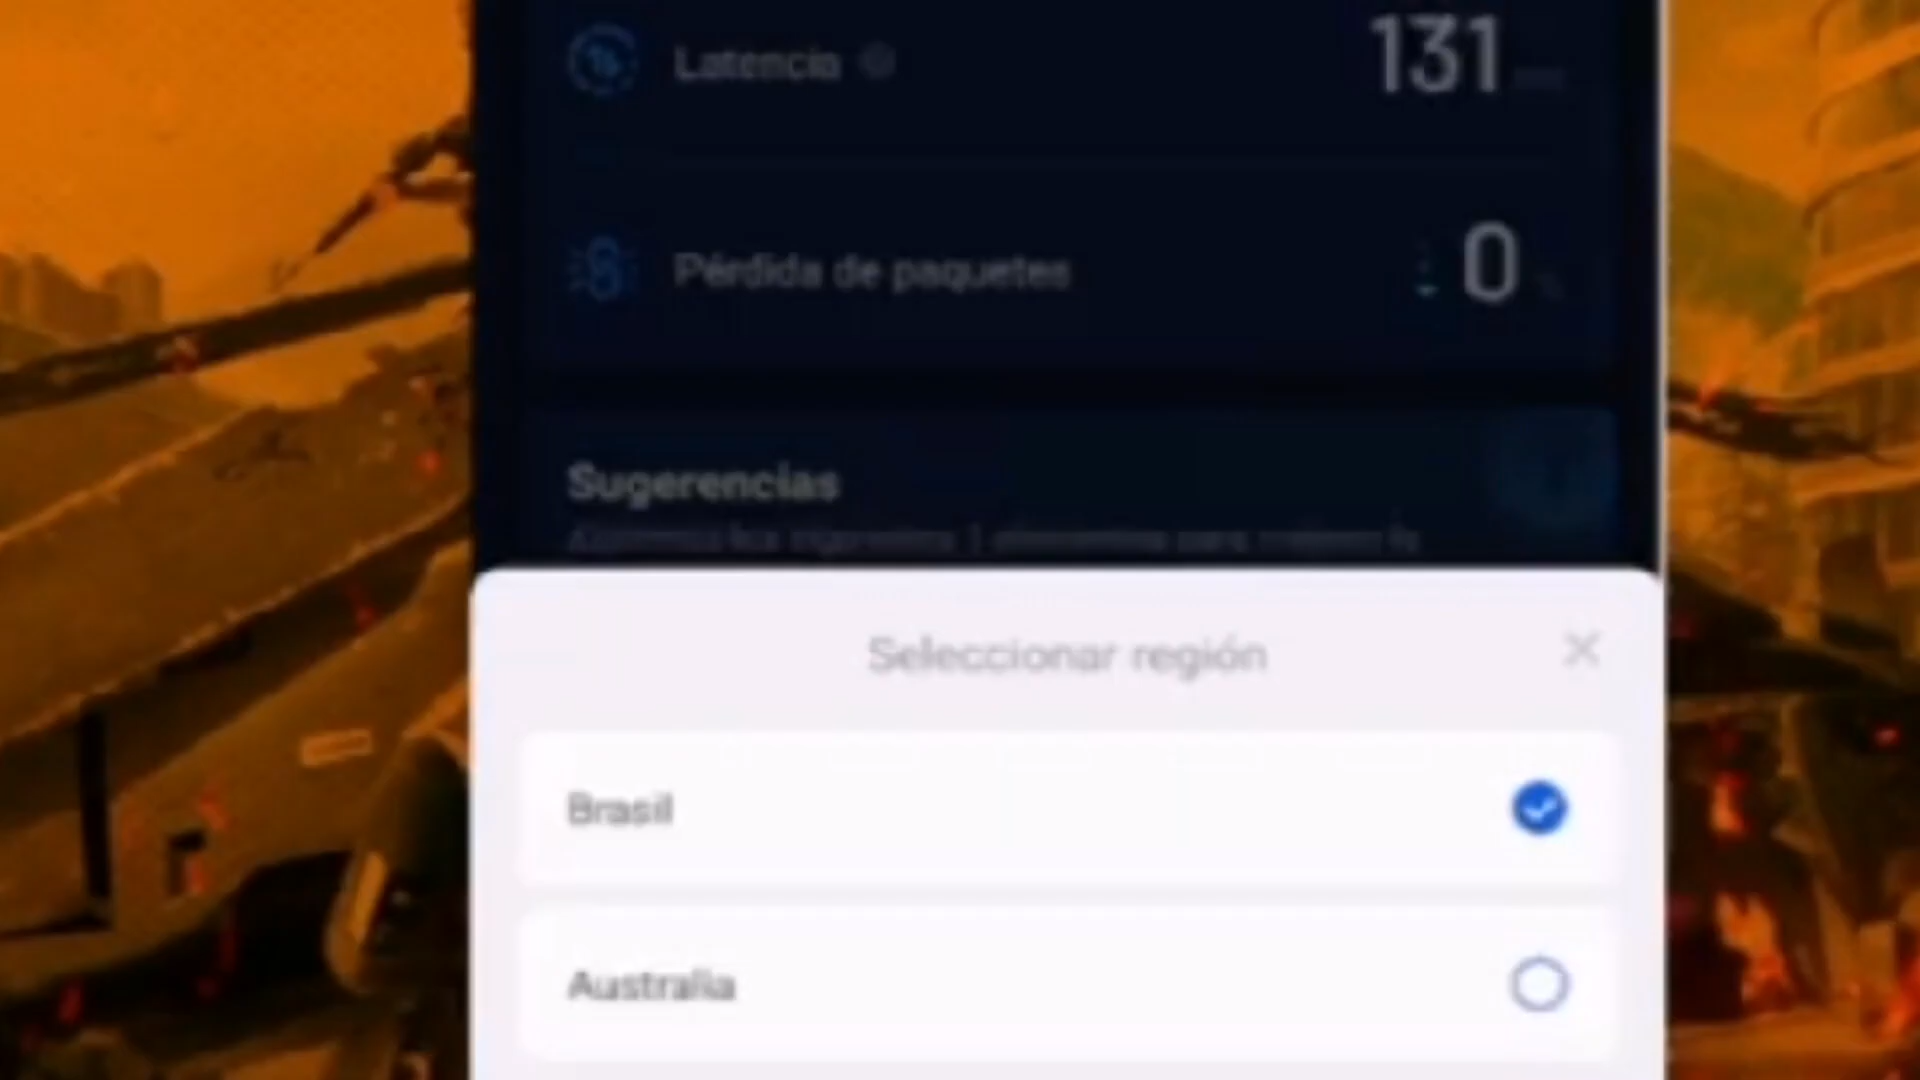 Latencia
131
Pérdida de paquetes
0
Sugerencias
Seleccionar región
Brasil
Australia